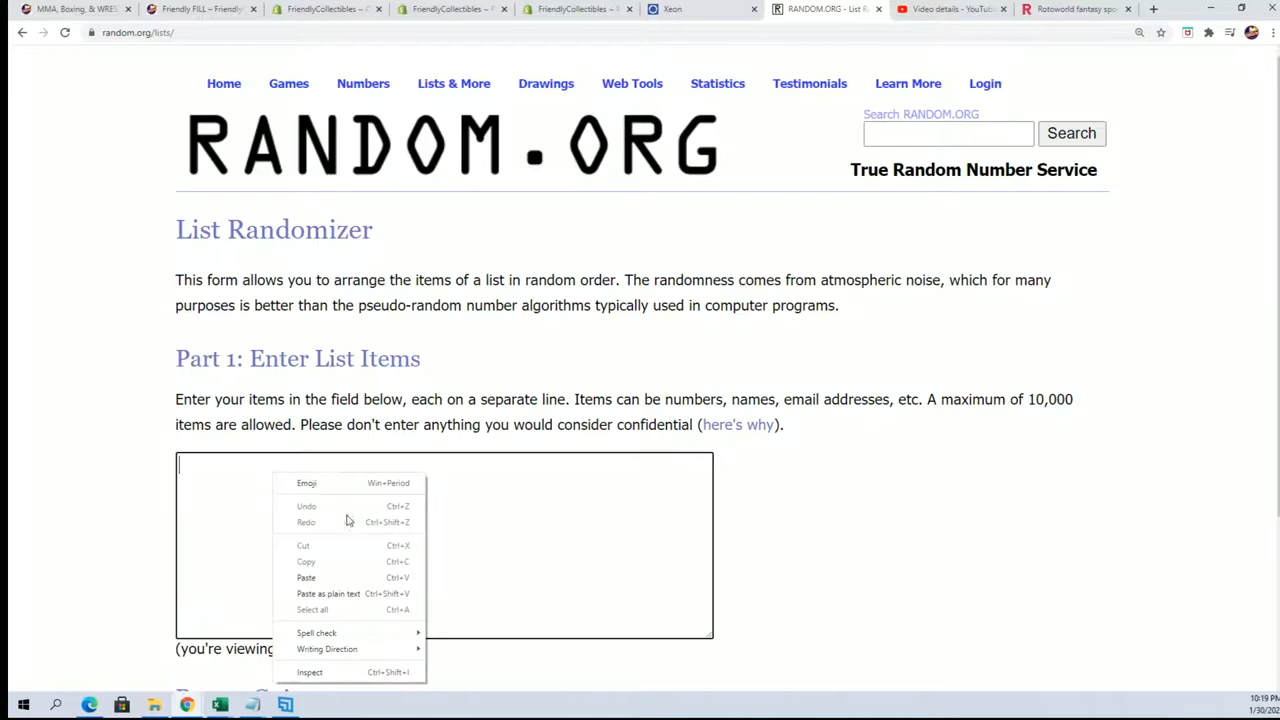 MMA, Boxing, & WRES
Friendly FILL – Friendly
FriendlyCollectibles – 
FriendlyCollectibles –
FriendlyCollectibles –
Xeon
RANDOM.ORG - List R
Video details - YouTub
Rotoworld fantasy spo
random.org/lists/
Home Games Numbers Lists & More Drawings Web Tools Statistics Testimonials Learn More Login
Search RANDOM.ORG
RANDOM.ORG
Search
True Random Number Service
List Randomizer
This form allows you to arrange the items of a list in random order. The randomness comes from atmospheric noise, which for many
purposes is better than the pseudo-random number algorithms typically used in computer programs.
Part 1: Enter List Items
Enter your items in the field below, each on a separate line. Items can be numbers, names, email addresses, etc. A maximum of 10,000
items are allowed. Please don't enter anything you would consider confidential (here's why).
Emoji Win+Period
Undo Ctrl+Z
Redo Ctrl+Shift+Z
Cut Ctrl+X
Copy Ctrl+C
Paste Ctrl+V
Paste as plain text Ctrl+Shift+V
Select all Ctrl+A
Spell check
(you're viewing
Writing Direction
Inspect Ctrl+Shift+I
10:19 PM
1/30/202